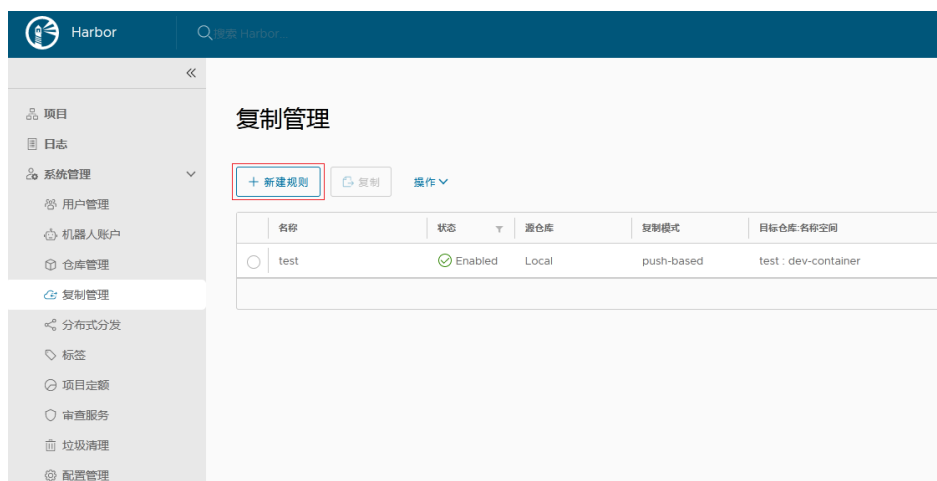 Harbor
搜索 Harbor...
项目
日志
系统管理
用户管理
机器人账户
仓库管理
复制管理
分布式分发
标签
项目定额
审查服务
垃圾清理
配置管理
复制管理
+ 新建规则 复制 操作
名称 状态 源仓库 复制模式 目标仓库:名称空间
test Enabled Local push-based test : dev-container